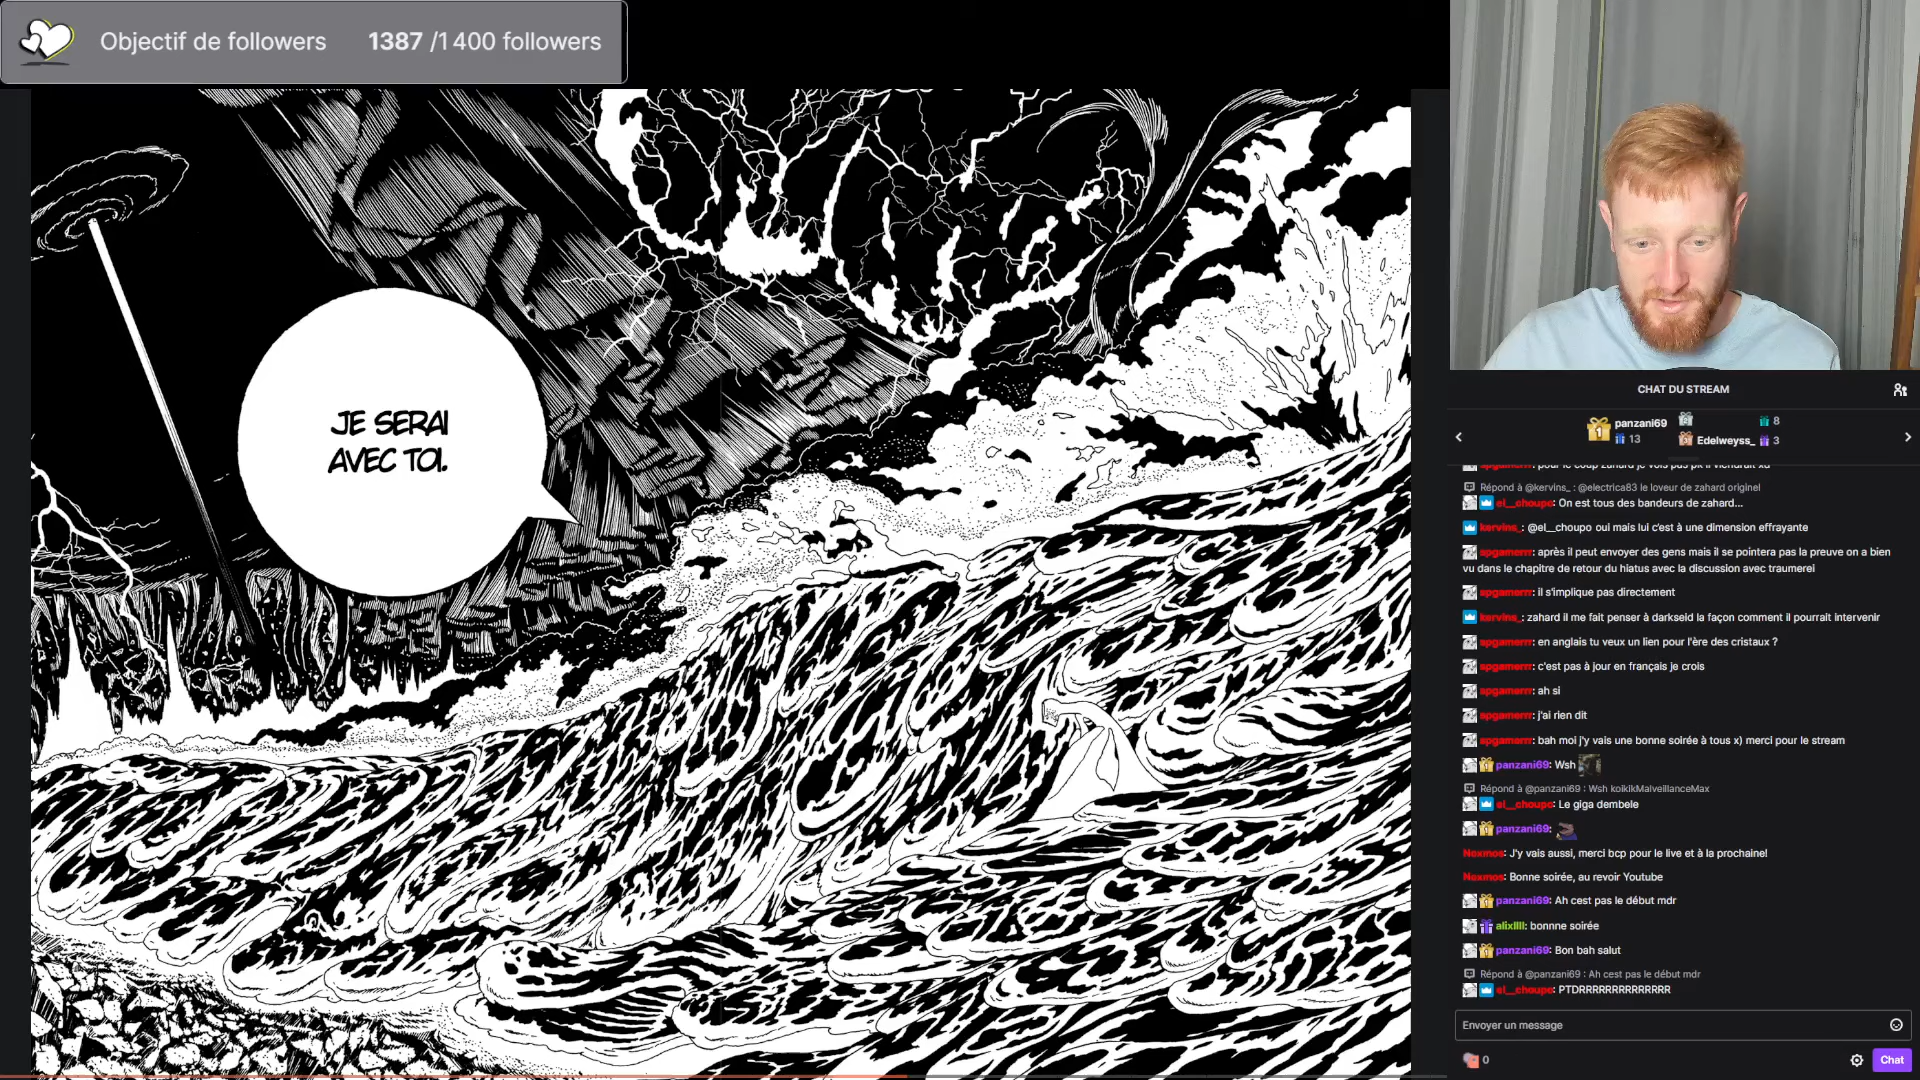 Objectif de followers 1387 /1 400 followers
JE SERAI
AVEC TOI.
CHAT DU STREAM
panzani69
13
8
Edelweyss_ 3
Répond à @kervins_ : @electrica83 le loveur de zahard originel
el__choupo: On est tous des bandeurs de zahard...
kervins_: @el__choupo oui mais lui c'est à une dimension effrayante
spgamerrr: après il peut envoyer des gens mais il se pointera pas la preuve on a bien
vu dans le chapitre de retour du hiatus avec la discussion avec traumerei
spgamerrr: il s'implique pas directement
kervins_: zahard il me fait penser à darkseid la façon comment il pourrait intervenir
spgamerrr: en anglais tu veux un lien pour l'ère des cristaux ?
spgamerrr: c'est pas à jour en français je crois
spgamerrr: ah si
spgamerrr: j'ai rien dit
spgamerrr: bah moi j'y vais une bonne soirée à tous x) merci pour le stream
panzani69: Wsh
Répond à @panzani69 : Wsh koikikMalveillanceMax
el__choupo: Le giga dembele
panzani69:
Noxmos: J'y vais aussi, merci bcp pour le live et à la prochaine!
Noxmos: Bonne soirée, au revoir Youtube
panzani69: Ah cest pas le début mdr
alixllll: bonnne soirée
panzani69: Bon bah salut
Répond à @panzani69 : Ah cest pas le début mdr
el__choupo: PTDRRRRRRRRRRRRRR
Envoyer un message
0
Chat